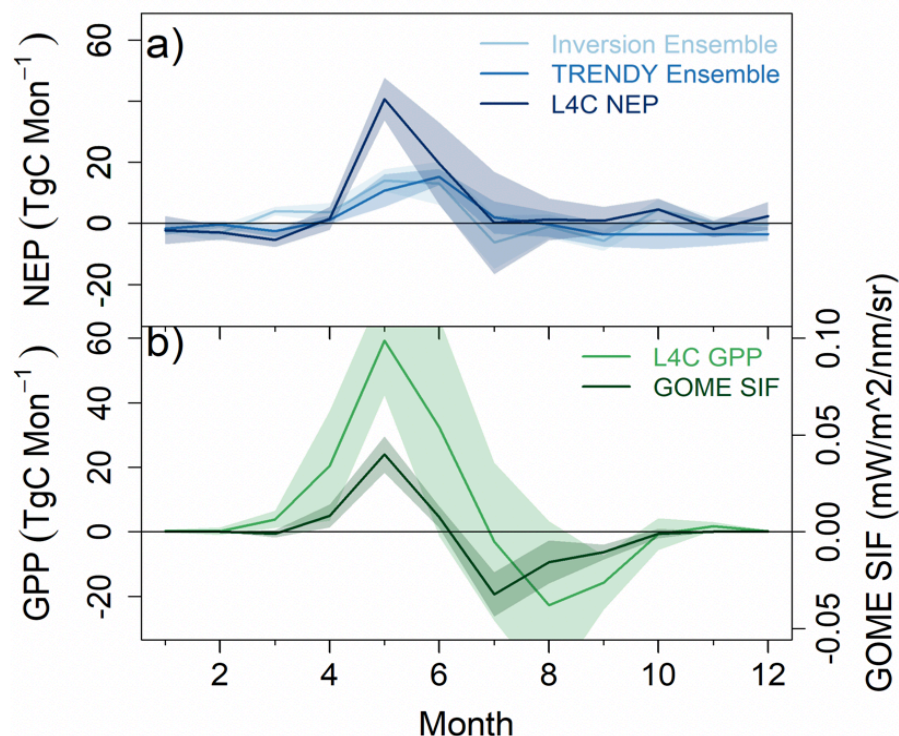 a)
Inversion Ensemble
TRENDY Ensemble
L4C NEP
NEP (TgC Mon⁻¹)
60
20
0
-20
b)
L4C GPP
GOME SIF
GPP (TgC Mon⁻¹)
60
40
20
0
-20
0.10
0.05
0.00
-0.05
GOME SIF (mW/m^2/nm/sr)
2 4 6 8 10 12
Month